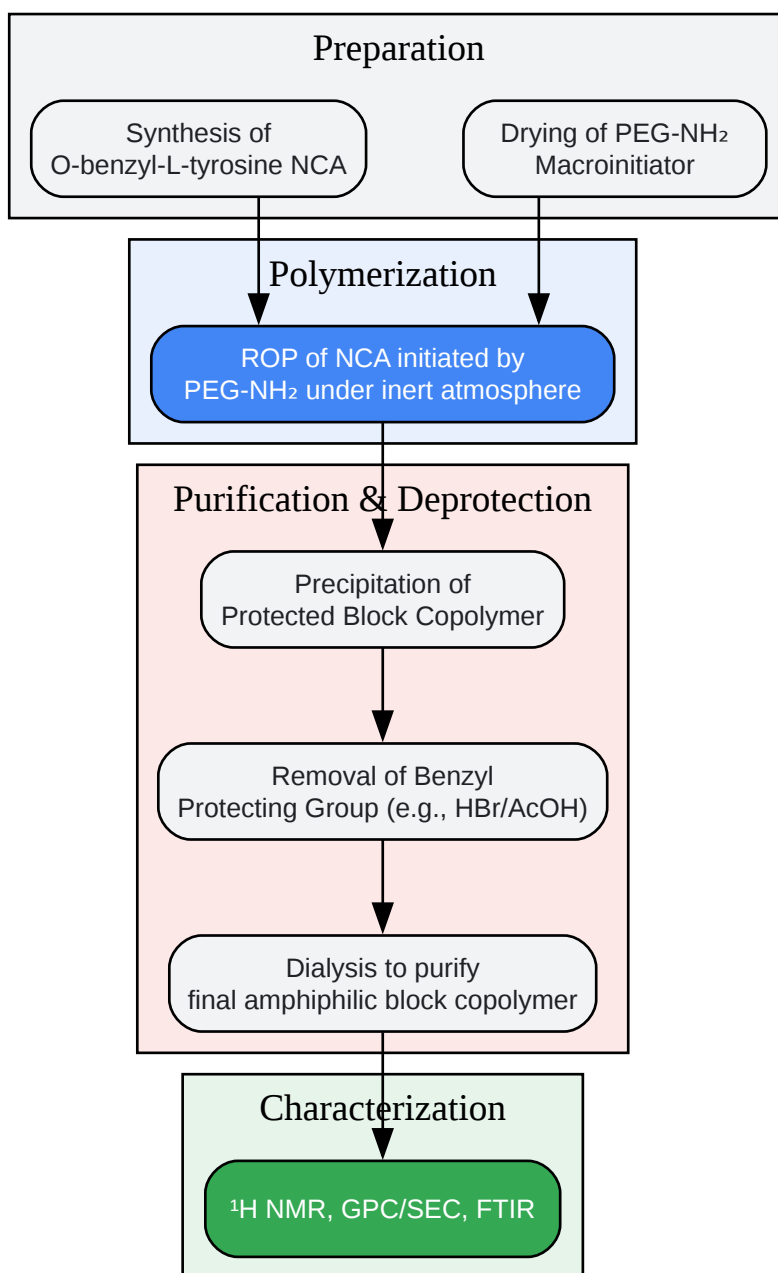 Preparation
Synthesis of
O-benzyl-L-tyrosine NCA
Drying of PEG-NH₂
Macroinitiator
Polymerization
ROP of NCA initiated by
PEG-NH₂ under inert atmosphere
Purification & Deprotection
Precipitation of
Protected Block Copolymer
Removal of Benzyl
Protecting Group (e.g., HBr/AcOH)
Dialysis to purify
final amphiphilic block copolymer
Characterization
¹H NMR, GPC/SEC, FTIR